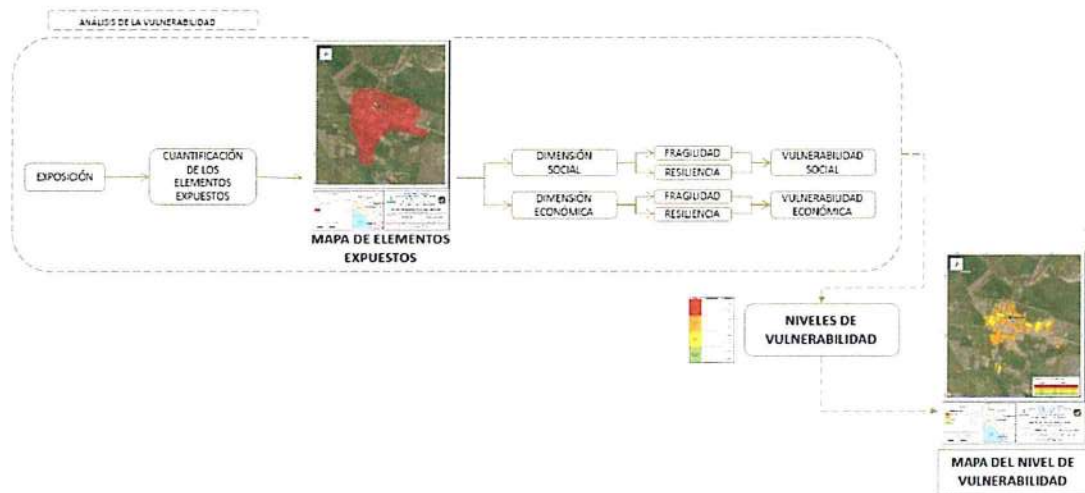 ANÁLISIS DE LA VULNERABILIDAD
EXPOSICIÓN
CUANTIFICACIÓN
DE LOS
ELEMENTOS
EXPUESTOS
MAPA DE ELEMENTOS
EXPUESTOS
DIMENSIÓN
SOCIAL
FRAGILIDAD
RESILIENCIA
VULNERABILIDAD
SOCIAL
DIMENSIÓN
ECONÓMICA
FRAGILIDAD
RESILIENCIA
VULNERABILIDAD
ECONÓMICA
NIVELES DE
VULNERABILIDAD
MAPA DEL NIVEL DE
VULNERABILIDAD